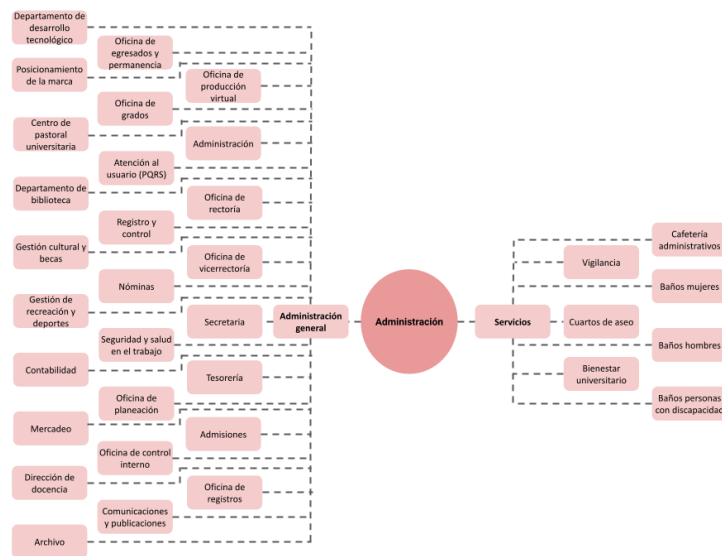 Departamento de
desarrollo
tecnológico
Oficina de
egresados y
permanencia
Posicionamiento
de la marca
Oficina de
producción
virtual
Oficina de
grados
Centro de
pastoral
universitaria
Administración
Atención al
usuario (PQRS)
Departamento de
biblioteca
Oficina de
rectoría
Registro y
control
Gestión cultural y
becas
Oficina de
vicerrectoría
Nóminas
Gestión de
recreación y
deportes
Secretaria
Administración
general
Seguridad y salud
en el trabajo
Contabilidad
Tesorería
Oficina de
planeación
Mercadeo
Admisiones
Oficina de control
interno
Dirección de
docencia
Oficina de
registros
Comunicaciones
y publicaciones
Archivo
Administración
Servicios
Cafetería
administrativos
Vigilancia
Baños mujeres
Cuartos de aseo
Baños hombres
Bienestar
universitario
Baños personas
con discapacidad